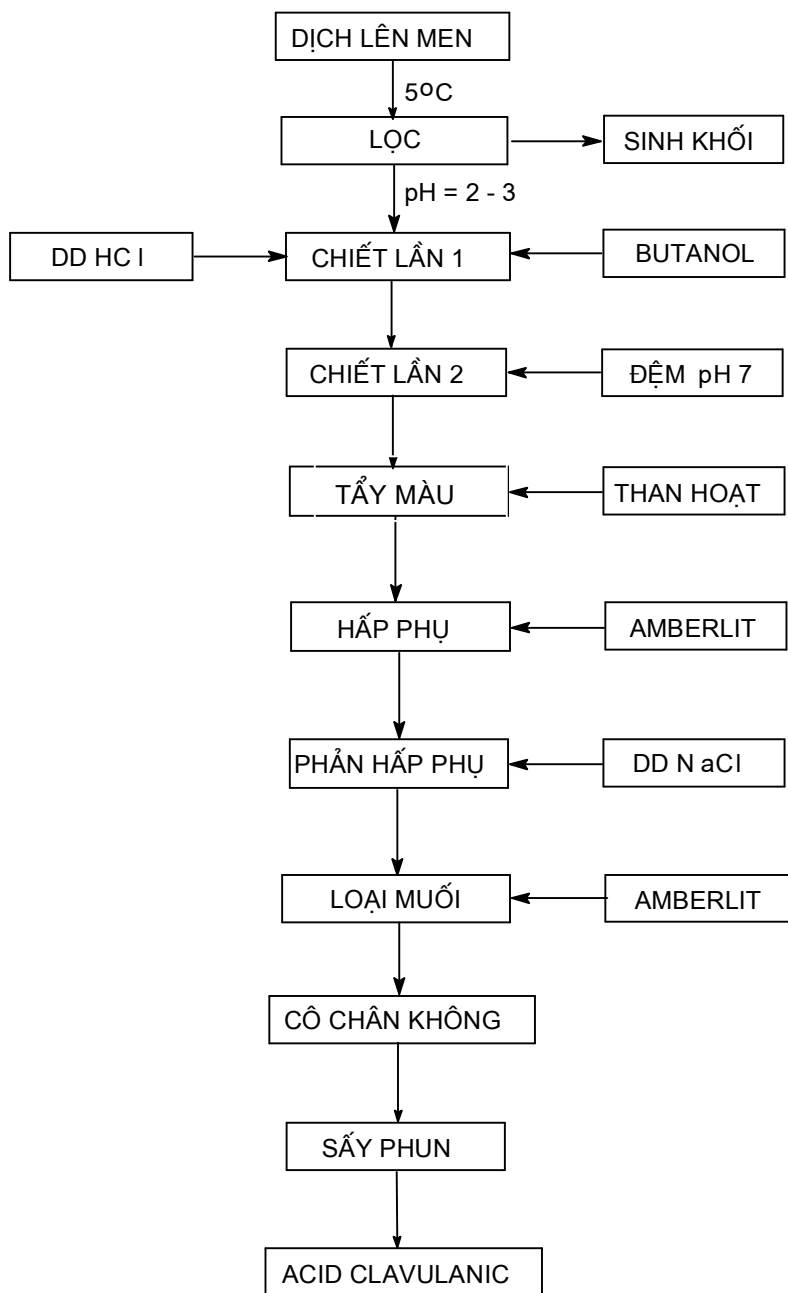 DỊCH LÊN MEN
5ºC
LỌC
SINH KHỐI
pH = 2 - 3
DD HC l
CHIẾT LẦN 1
BUTANOL
CHIẾT LẦN 2
ĐỆM pH 7
TẨY MÀU
THAN HOẠT
HẤP PHỤ
AMBERLIT
PHẢN HẤP PHỤ
DD N aCl
LOẠI MUỐI
AMBERLIT
CÔ CHÂN KHÔNG
SẤY PHUN
ACID CLAVULANIC